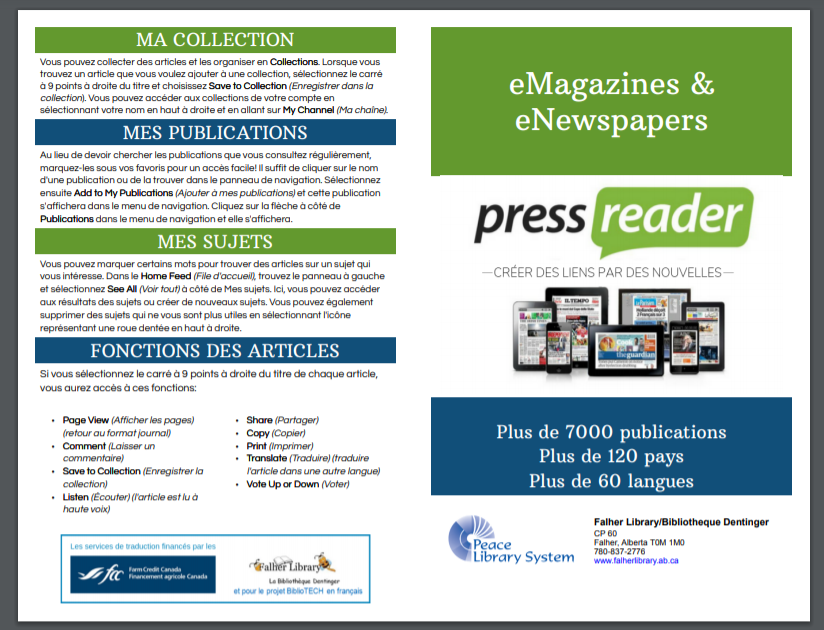 MA COLLECTION
Vous pouvez collecter des articles et les organiser en Collections. Lorsque vous
trouvez un article que vous voulez ajouter à une collection, sélectionnez le carré
à 9 points à droite du titre et choisissez Save to Collection (Enregistrer dans la
collection). Vous pouvez accéder aux collections de votre compte en
sélectionnant votre nom en haut à droite et en allant sur My Channel (Ma chaîne).
MES PUBLICATIONS
Au lieu de devoir chercher les publications que vous consultez régulièrement,
marquez-les sous vos favoris pour un accès facile! Il suffit de cliquer sur le nom
d'une publication ou de la trouver dans le panneau de navigation. Sélectionnez
ensuite Add to My Publications (Ajouter à mes publications) et cette publication
s'affichera dans le menu de navigation. Cliquez sur la flèche à côté de
Publications dans le menu de navigation et elle s'affichera.
MES SUJETS
Vous pouvez marquer certains mots pour trouver des articles sur un sujet qui
vous intéresse. Dans le Home Feed (File d'accueil), trouvez le panneau à gauche
et sélectionnez See All (Voir tout) à côté de Mes sujets. Ici, vous pouvez accéder
aux résultats des sujets ou créer de nouveaux sujets. Vous pouvez également
supprimer des sujets qui ne vous sont plus utiles en sélectionnant l'icône
représentant une roue dentée en haut à droite.
FONCTIONS DES ARTICLES
Si vous sélectionnez le carré à 9 points à droite du titre de chaque article,
vous aurez accès à ces fonctions:
• Page View (Afficher les pages)
(retour au format journal)
• Comment (Laisser un
commentaire)
• Save to Collection (Enregistrer la
collection)
• Listen (Écouter) (l'article est lu à
haute voix)
• Share (Partager)
• Copy (Copier)
• Print (Imprimer)
• Translate (Traduire) (traduire
l'article dans une autre langue)
• Vote Up or Down (Voter)
Les services de traduction financés par les
fcc Farm Credit Canada
Financement agricole Canada
Falher Library
La Bibliothèque Dentinger
et pour le projet BiblioTECH en français
eMagazines &
eNewspapers
pressreader
—CRÉER DES LIENS PAR DES NOUVELLES—
IL TEMPO
theguardian
Plus de 7000 publications
Plus de 120 pays
Plus de 60 langues
Peace
Library System
Falher Library/Bibliotheque Dentinger
CP 60
Falher, Alberta T0M 1M0
780-837-2776
www.falherlibrary.ab.ca